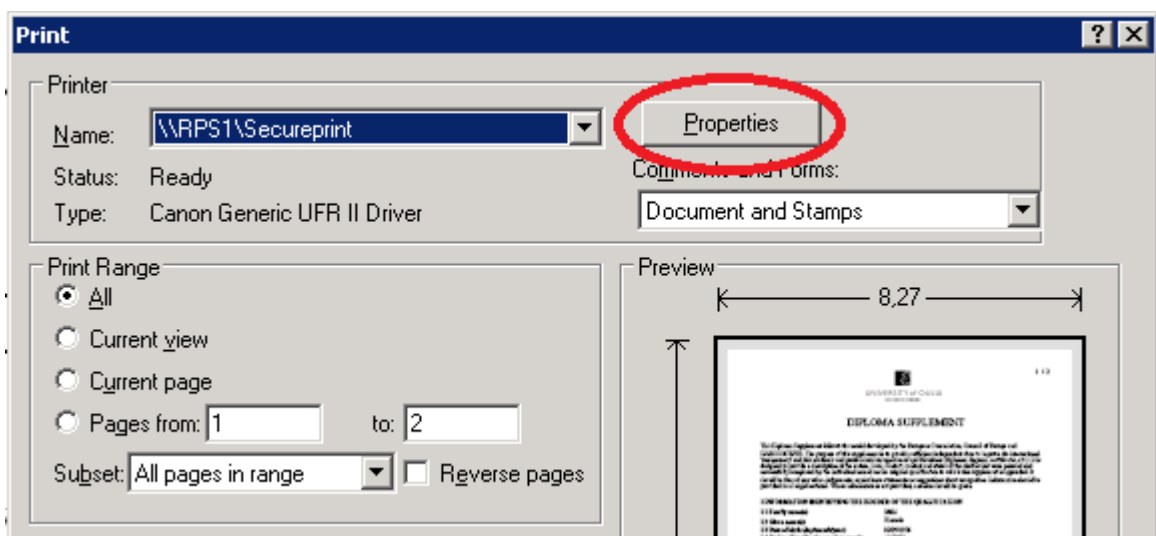 Print
Printer
Name: \\RPS1\Secureprint
Properties
Status: Ready
Comments and Forms:
Type: Canon Generic UFR II Driver
Document and Stamps
Print Range
All
Current view
Current page
Pages from: 1 to: 2
Subset: All pages in range
Reverse pages
Preview
8,27
1 / 2
DIPLOMA SUPPLEMENT